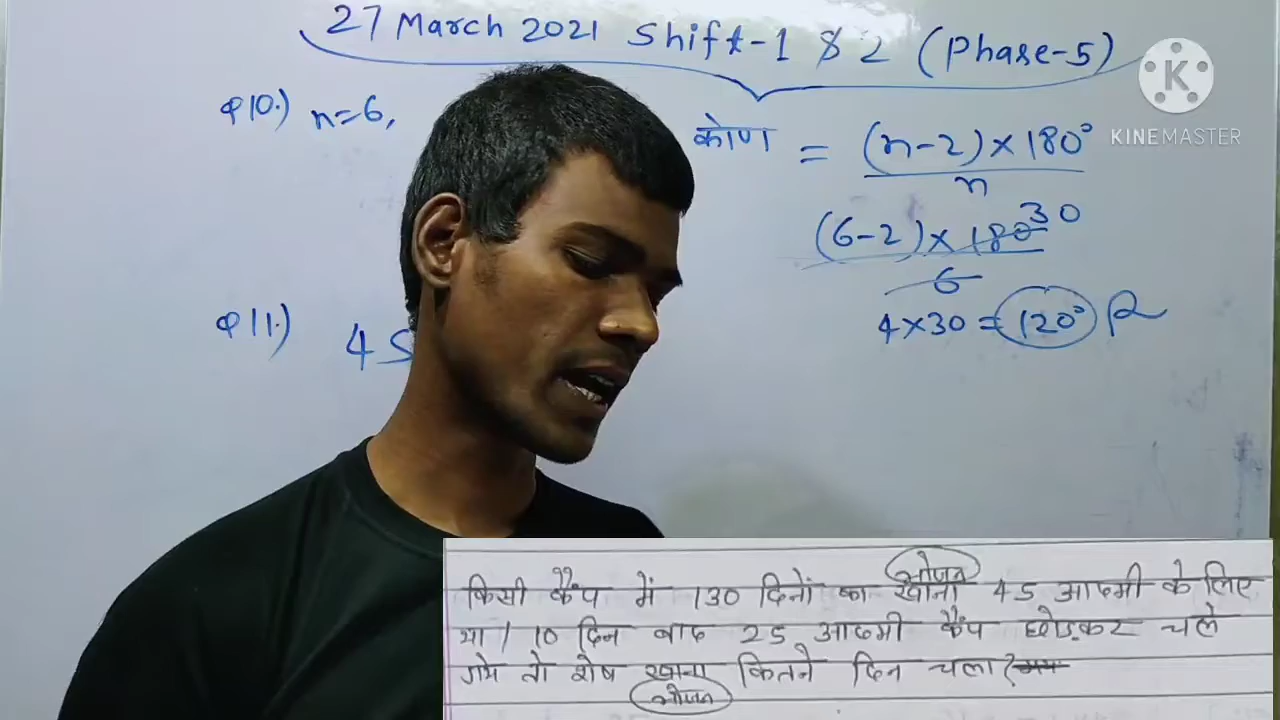 27 March 2021 Shift-1 & 2 (Phase-5)
Q10.) n=6,
कोण = (n-2)×180°
n
(6-2)×180 30
6
4×30 = 120°
Q11.) 45
K
KINEMASTER
भोजन
किसी कैंप में 130 दिनों का खाना 45 आदमी के लिए
था। 10 दिन बाद 25 आदमी कैंप छोड़कर चले
गये तो शेष खाना कितने दिन चला?
भोजन